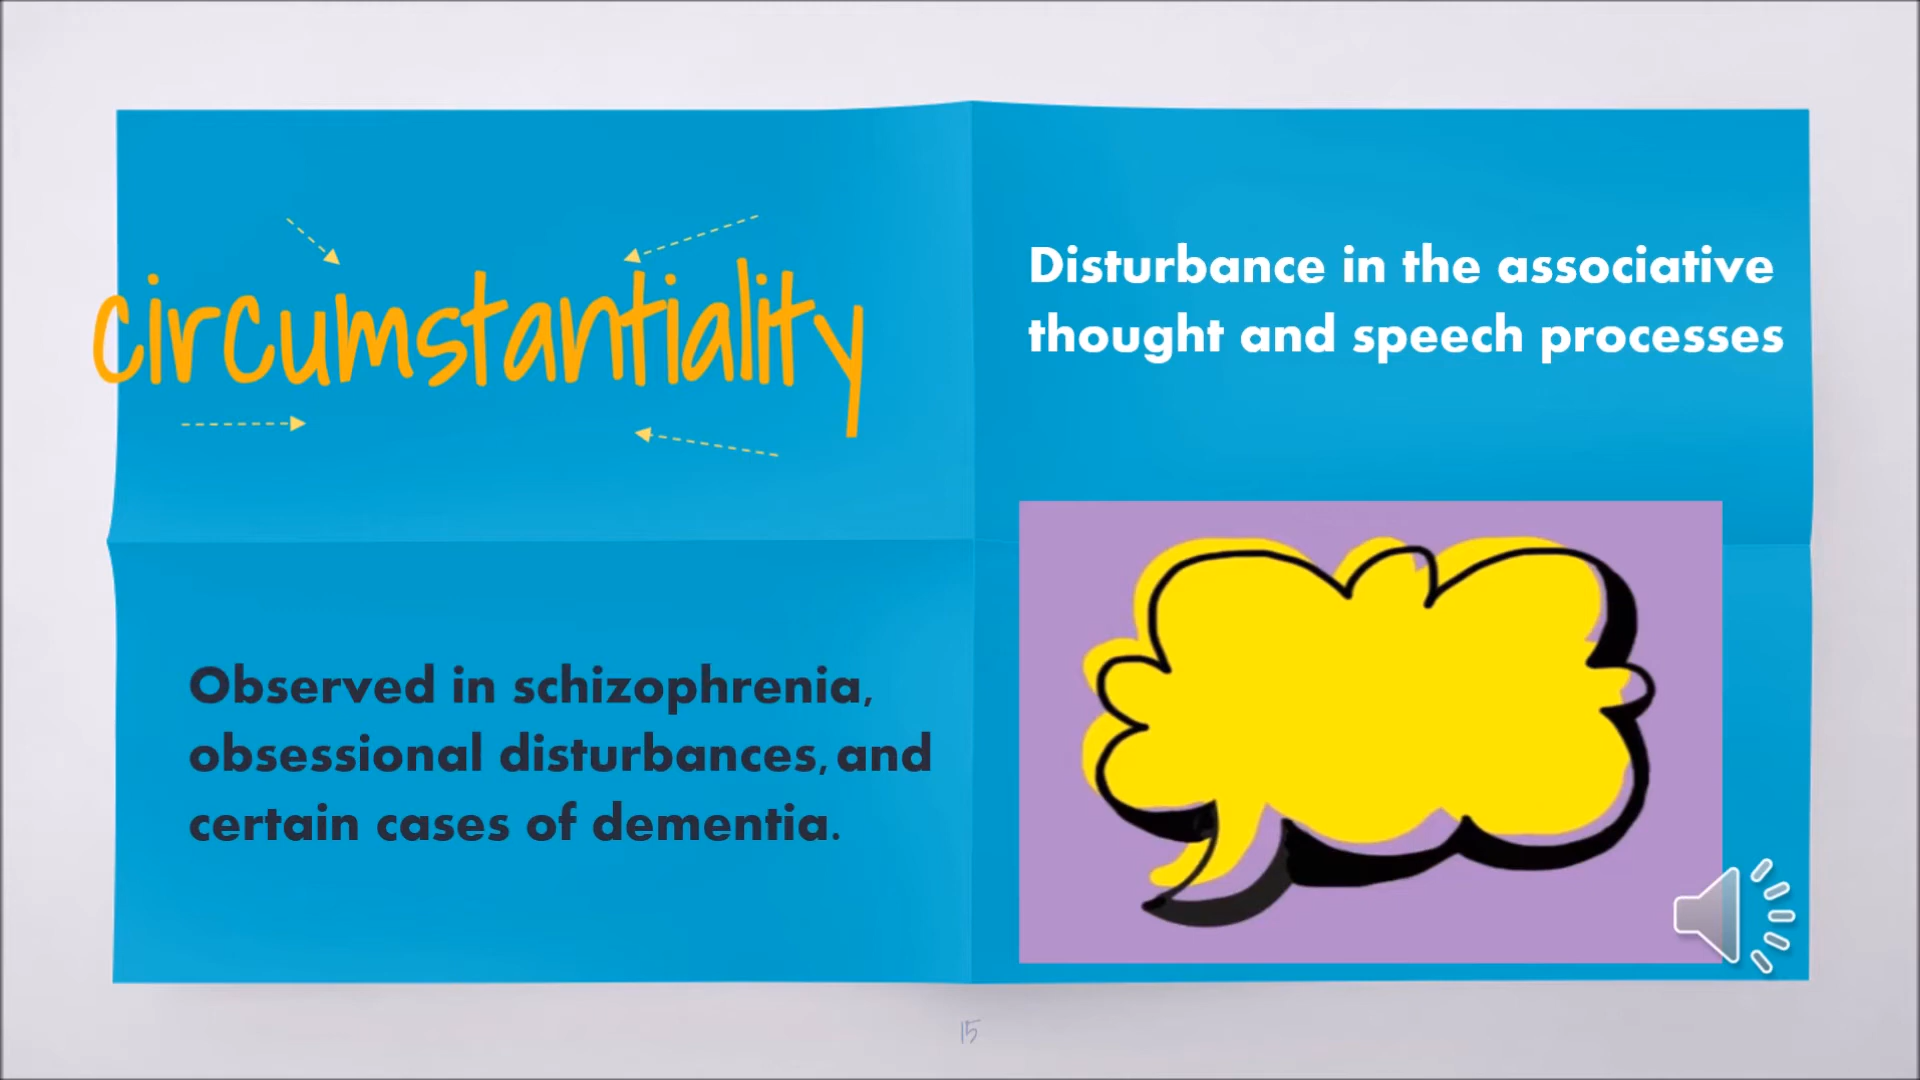 circumstantiality
Disturbance in the associative
thought and speech processes
Observed in schizophrenia,
obsessional disturbances, and
certain cases of dementia.
15